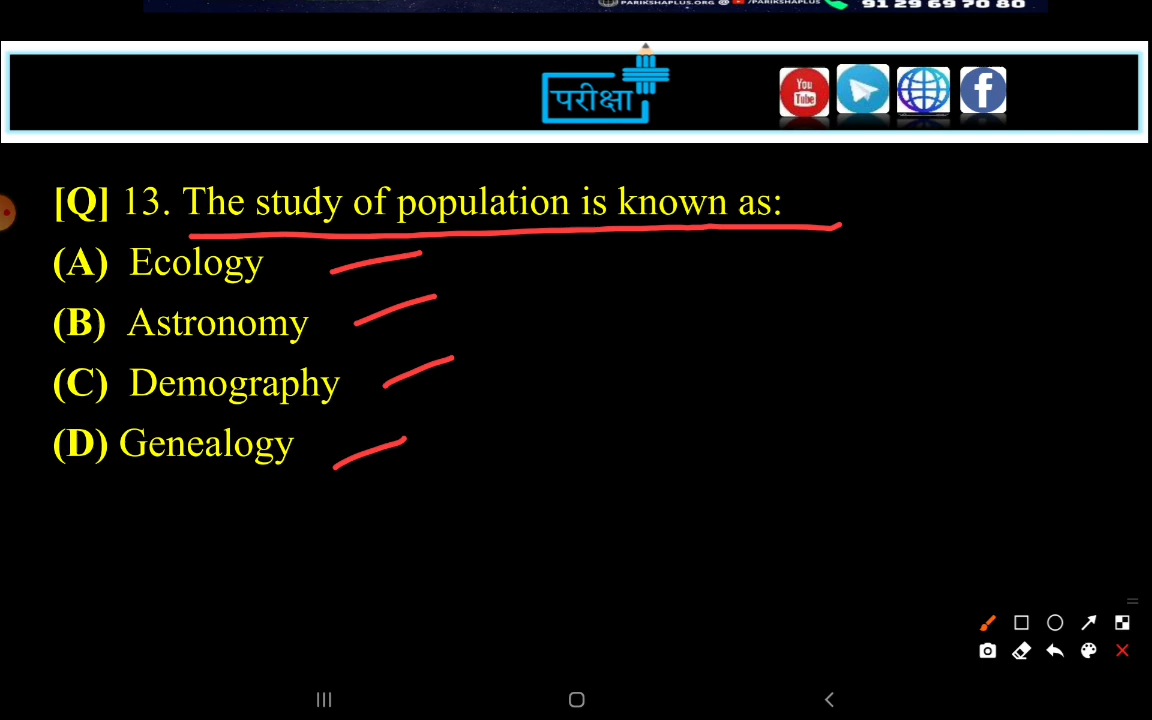 PARIKSHAPLUS.ORG @ /PARIKSHAPLUS 91 29 69 70 80
परीक्षा
You
Tube
f
[Q] 13. The study of population is known as:
(A) Ecology
(B) Astronomy
(C) Demography
(D) Genealogy